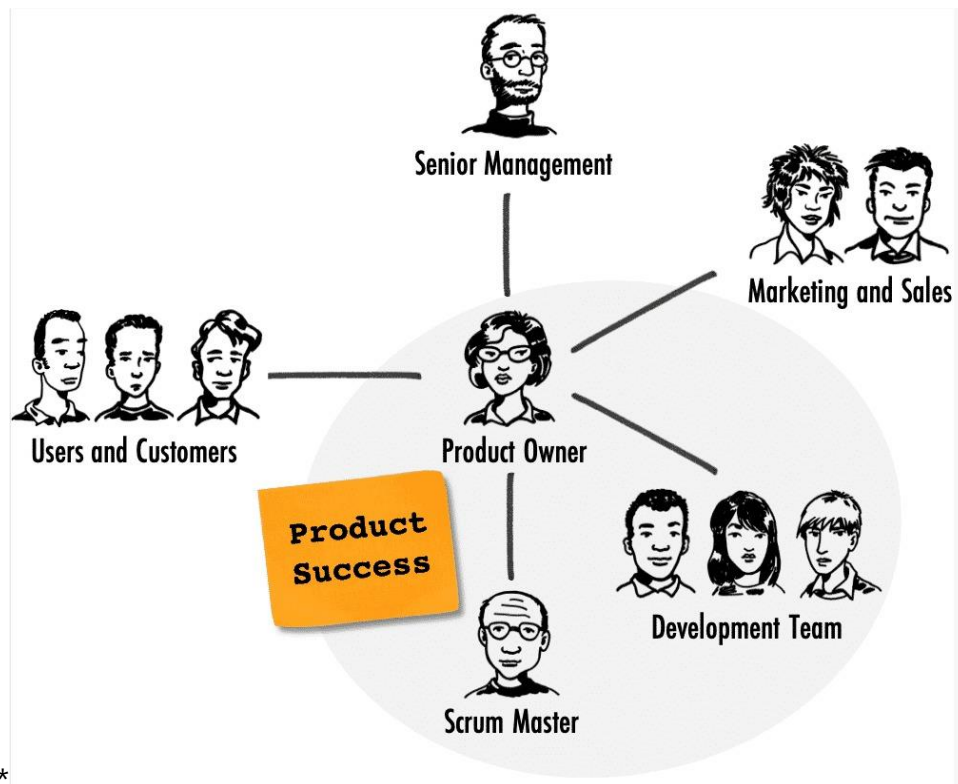 Senior Management
Marketing and Sales
Users and Customers
Product Owner
Product
Success
Development Team
Scrum Master
*